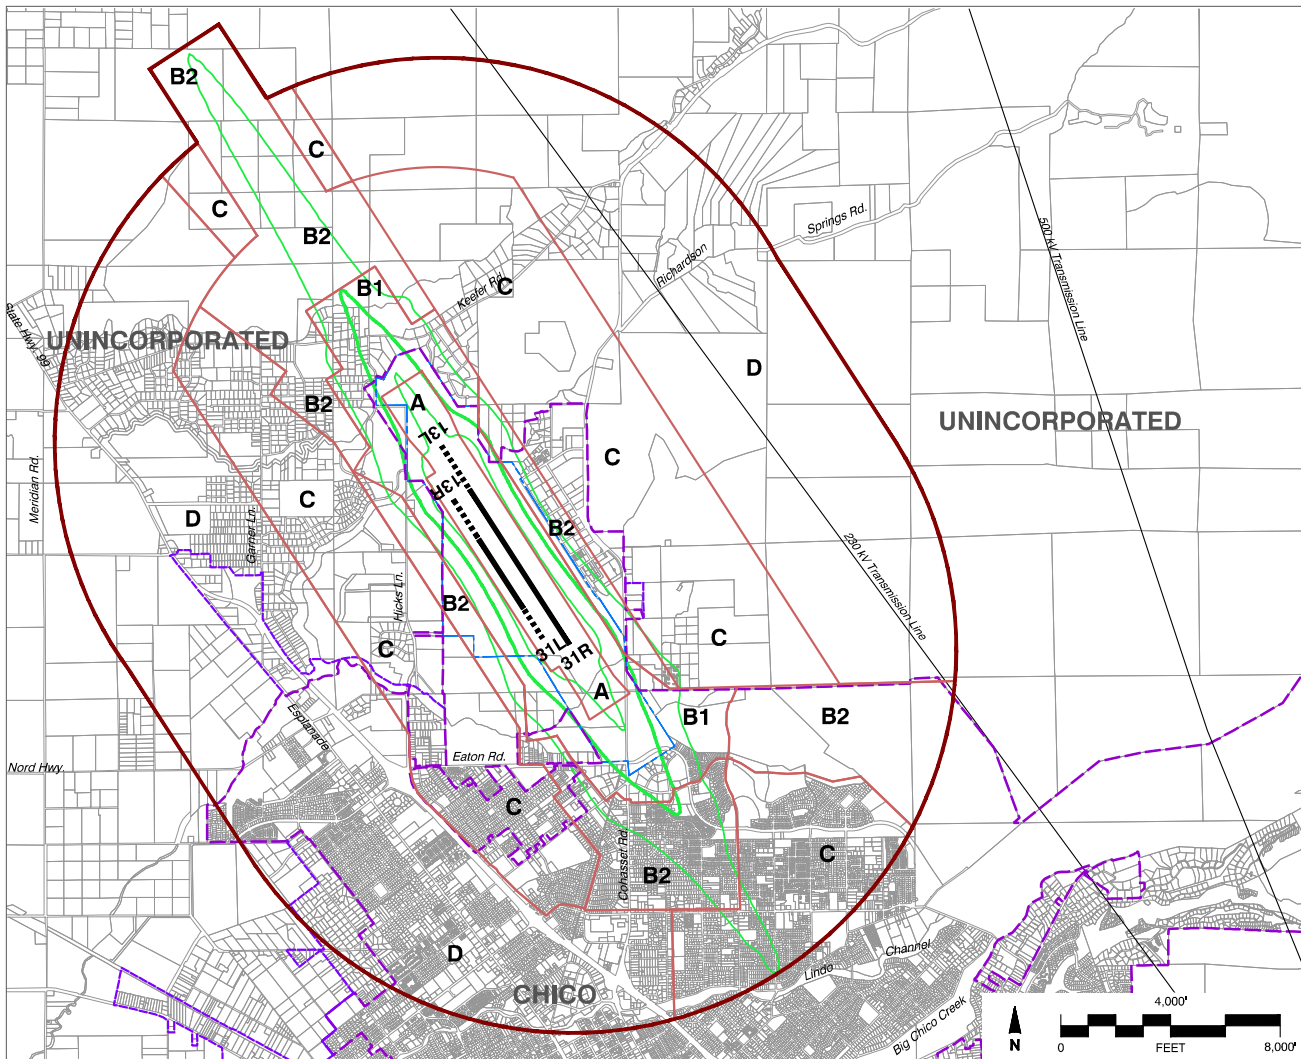 B2
C
C
Springs Rd.
B2
500 kV Transmission Line
Richardson
B1
Keefer Rd.
C
State Hwy. 99
UNINCORPORATED
D
B2
A
UNINCORPORATED
13L
C
Meridian Rd.
13R
C
D
Garner Ln.
B2
230 kV Transmission Line
Hicks Ln.
B2
C
C
31L
31R
A
Esplanade
B1
B2
Eaton Rd.
Nord Hwy.
C
Cohasset Rd.
C
B2
D
Channel
Lindo
CHICO
Big Chico Creek
4,000'
N
0
FEET
8,000'